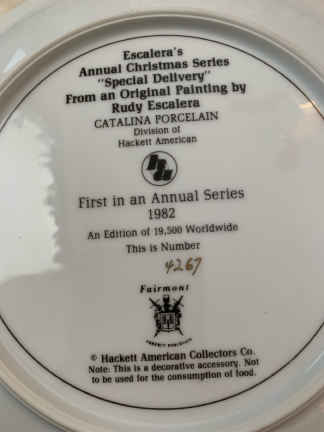 Escalera's
Annual Christmas Series
"Special Delivery"
From an Original Painting by
Rudy Escalera
CATALINA PORCELAIN
Division of
Hackett American
First in an Annual Series
1982
An Edition of 19,500 Worldwide
This is Number
4267
Fairmont
© Hackett American Collectors Co.
Note: This is a decorative accessory. Not
to be used for the consumption of food.